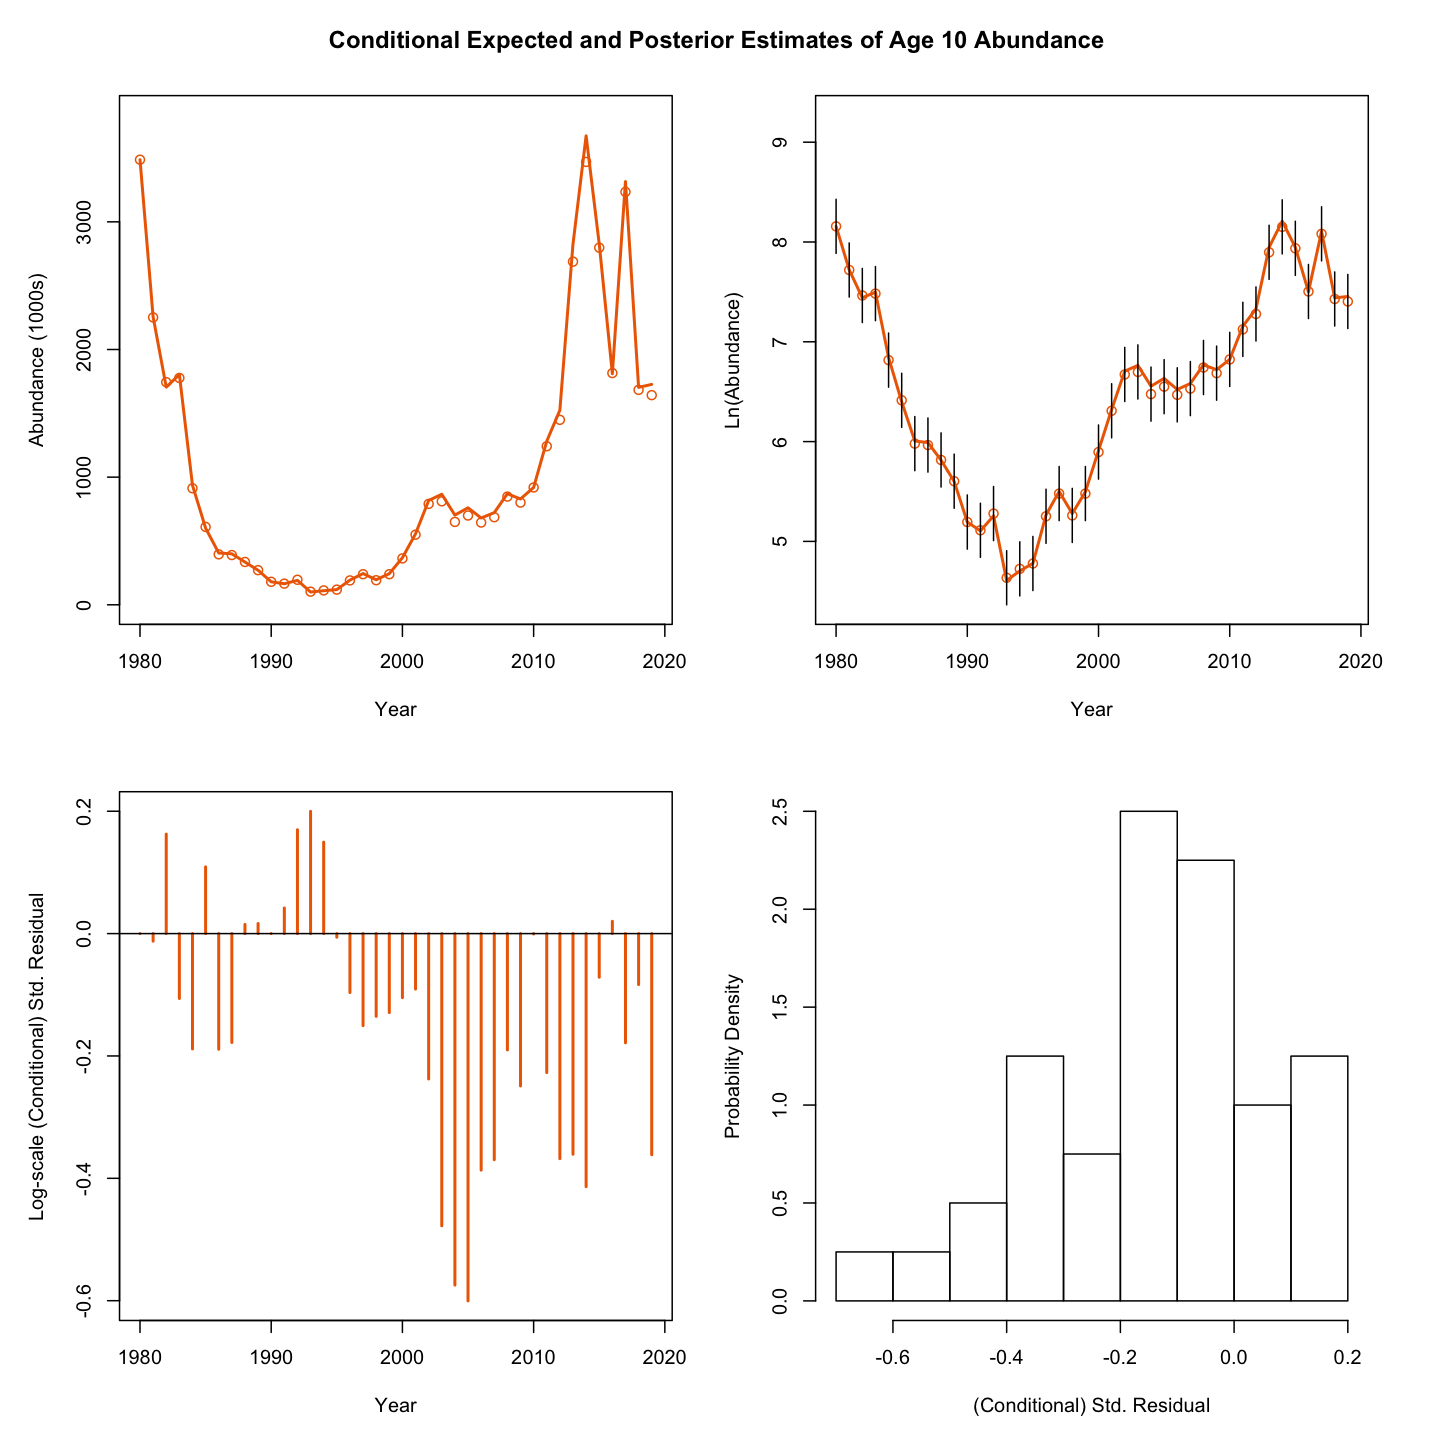 Conditional Expected and Posterior Estimates of Age 10 Abundance
Abundance (1000s)
3000
2000
1000
0
1980 1990 2000 2010 2020
Year
Ln(Abundance)
9
8
7
6
5
1980 1990 2000 2010 2020
Year
Log-scale (Conditional) Std. Residual
0.2
0.0
-0.2
-0.4
-0.6
1980 1990 2000 2010 2020
Year
Probability Density
2.5
2.0
1.5
1.0
0.5
0.0
-0.6 -0.4 -0.2 0.0 0.2
(Conditional) Std. Residual